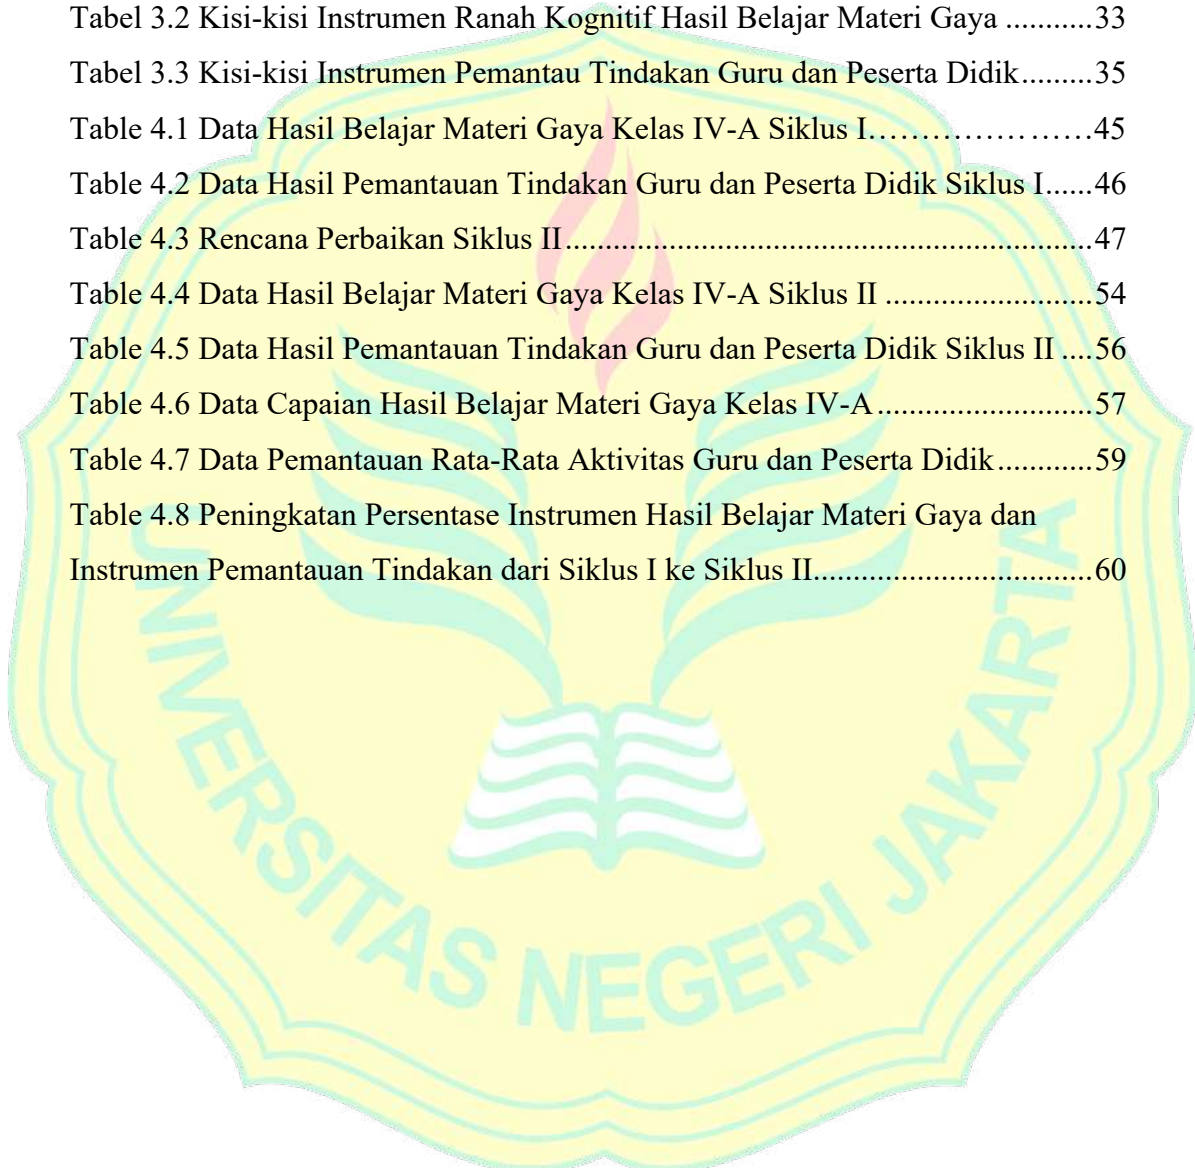 Tabel 3.2 Kisi-kisi Instrumen Ranah Kognitif Hasil Belajar Materi Gaya ...........33
Tabel 3.3 Kisi-kisi Instrumen Pemantau Tindakan Guru dan Peserta Didik.........35
Table 4.1 Data Hasil Belajar Materi Gaya Kelas IV-A Siklus I…………………45
Table 4.2 Data Hasil Pemantauan Tindakan Guru dan Peserta Didik Siklus I......46
Table 4.3 Rencana Perbaikan Siklus II....................................................................47
Table 4.4 Data Hasil Belajar Materi Gaya Kelas IV-A Siklus II ...........................54
Table 4.5 Data Hasil Pemantauan Tindakan Guru dan Peserta Didik Siklus II ....56
Table 4.6 Data Capaian Hasil Belajar Materi Gaya Kelas IV-A............................57
Table 4.7 Data Pemantauan Rata-Rata Aktivitas Guru dan Peserta Didik............59
Table 4.8 Peningkatan Persentase Instrumen Hasil Belajar Materi Gaya dan
Instrumen Pemantauan Tindakan dari Siklus I ke Siklus II....................................60
UNIVERSITAS NEGERI JAKARTA